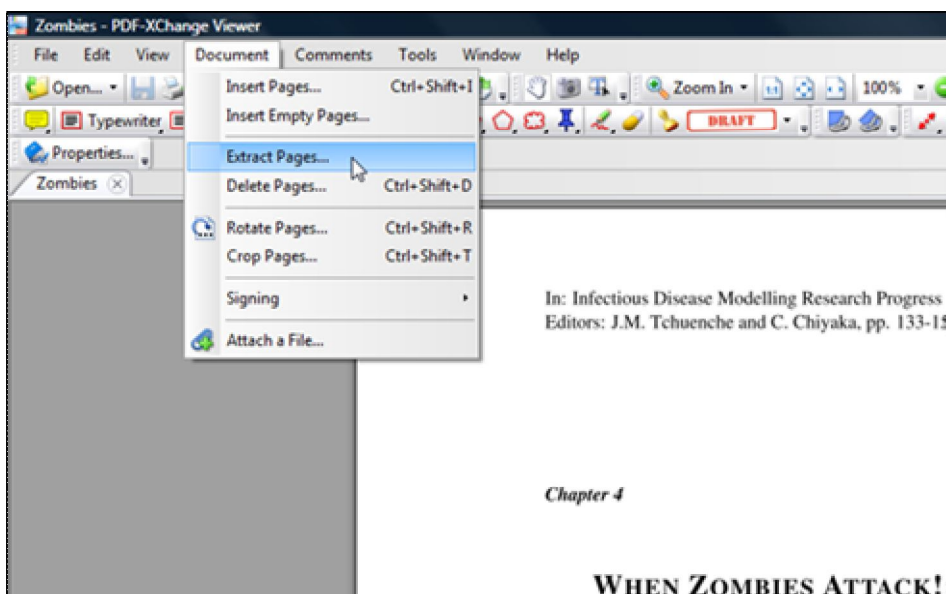 Zombies - PDF-XChange Viewer
File Edit View Document Comments Tools Window Help
Open... Zoom In 100%
Typewriter DRAFT
Properties...
Zombies
Insert Pages... Ctrl+Shift+I
Insert Empty Pages...
Extract Pages...
Delete Pages... Ctrl+Shift+D
Rotate Pages... Ctrl+Shift+R
Crop Pages... Ctrl+Shift+T
Signing
Attach a File...
In: Infectious Disease Modelling Research Progress
Editors: J.M. Tchuenche and C. Chiyaka, pp. 133-15
Chapter 4
WHEN ZOMBIES ATTACK!